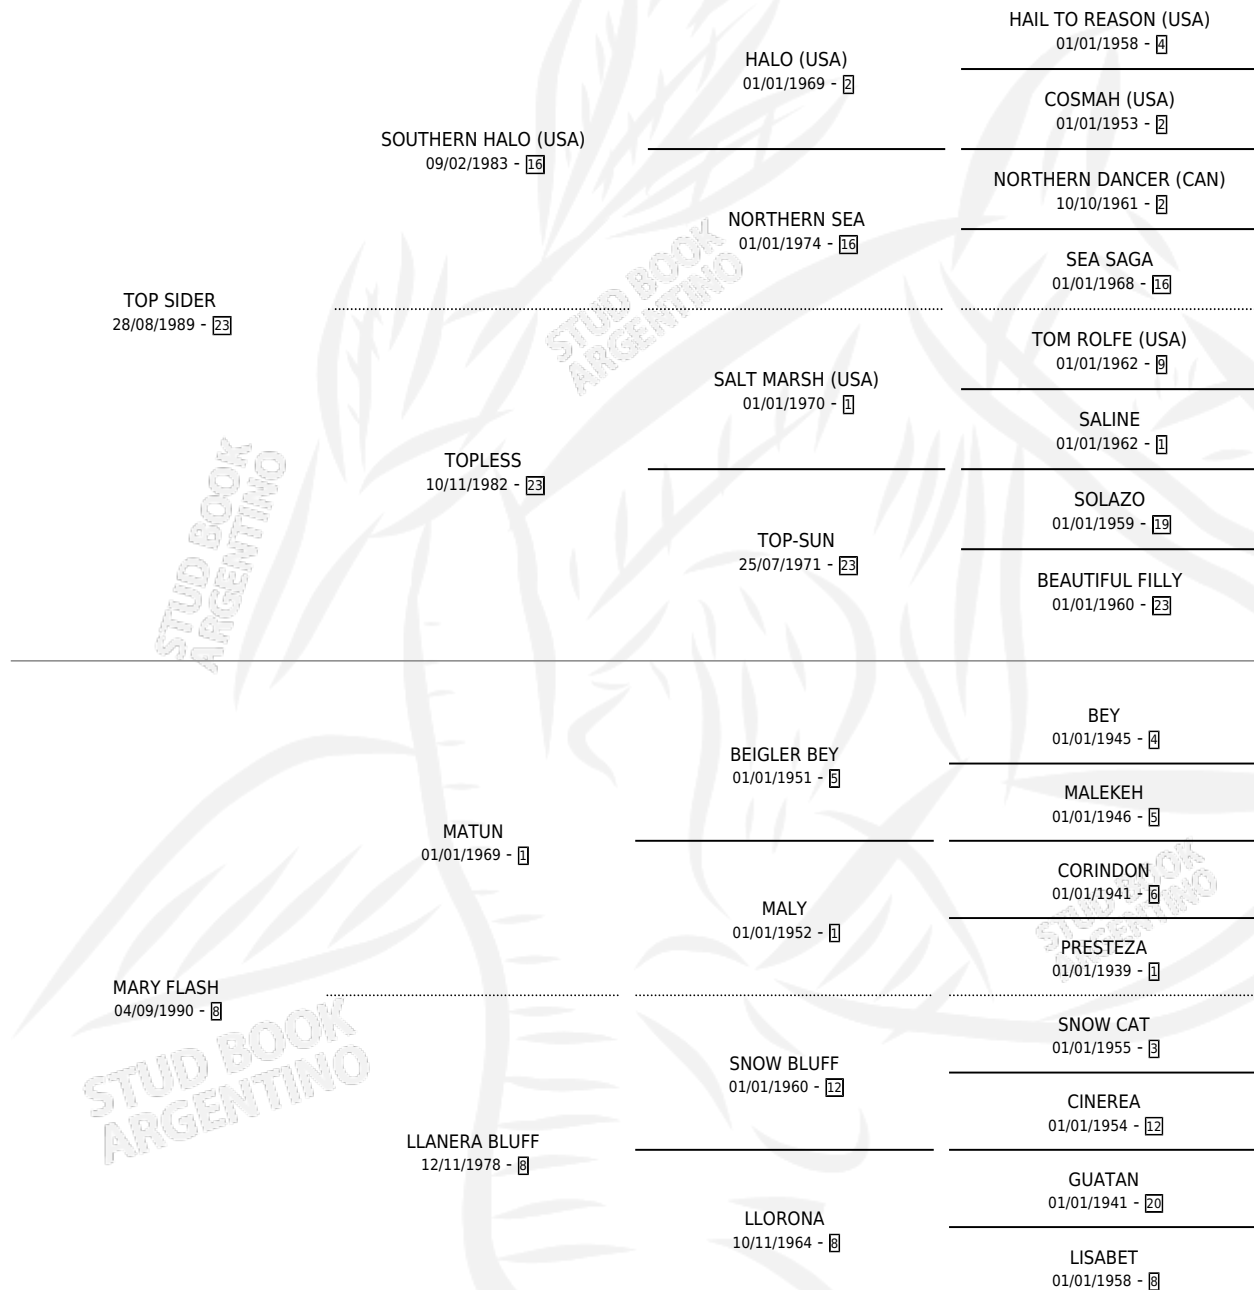 HAIL TO REASON (USA)
01/01/1958 - 4
HALO (USA)
01/01/1969 - 2
COSMAH (USA)
01/01/1953 - 2
SOUTHERN HALO (USA)
09/02/1983 - 16
NORTHERN DANCER (CAN)
10/10/1961 - 2
NORTHERN SEA
01/01/1974 - 16
SEA SAGA
01/01/1968 - 16
TOP SIDER
28/08/1989 - 23
TOM ROLFE (USA)
01/01/1962 - 9
SALT MARSH (USA)
01/01/1970 - 1
SALINE
01/01/1962 - 1
TOPLESS
10/11/1982 - 23
SOLAZO
01/01/1959 - 19
TOP-SUN
25/07/1971 - 23
BEAUTIFUL FILLY
01/01/1960 - 23
BEY
01/01/1945 - 4
BEIGLER BEY
01/01/1951 - 5
MALEKEH
01/01/1946 - 5
MATUN
01/01/1969 - 1
CORINDON
01/01/1941 - 6
MALY
01/01/1952 - 1
PRESTEZA
01/01/1939 - 1
MARY FLASH
04/09/1990 - 8
SNOW CAT
01/01/1955 - 3
SNOW BLUFF
01/01/1960 - 12
CINEREA
01/01/1954 - 12
LLANERA BLUFF
12/11/1978 - 8
GUATAN
01/01/1941 - 20
LLORONA
10/11/1964 - 8
LISABET
01/01/1958 - 8
STUD BOOK
ARGENTINO
STUD BOOK
ARGENTINO
STUD BOOK
ARGENTINO
STUD BOOK
ARGENTINO